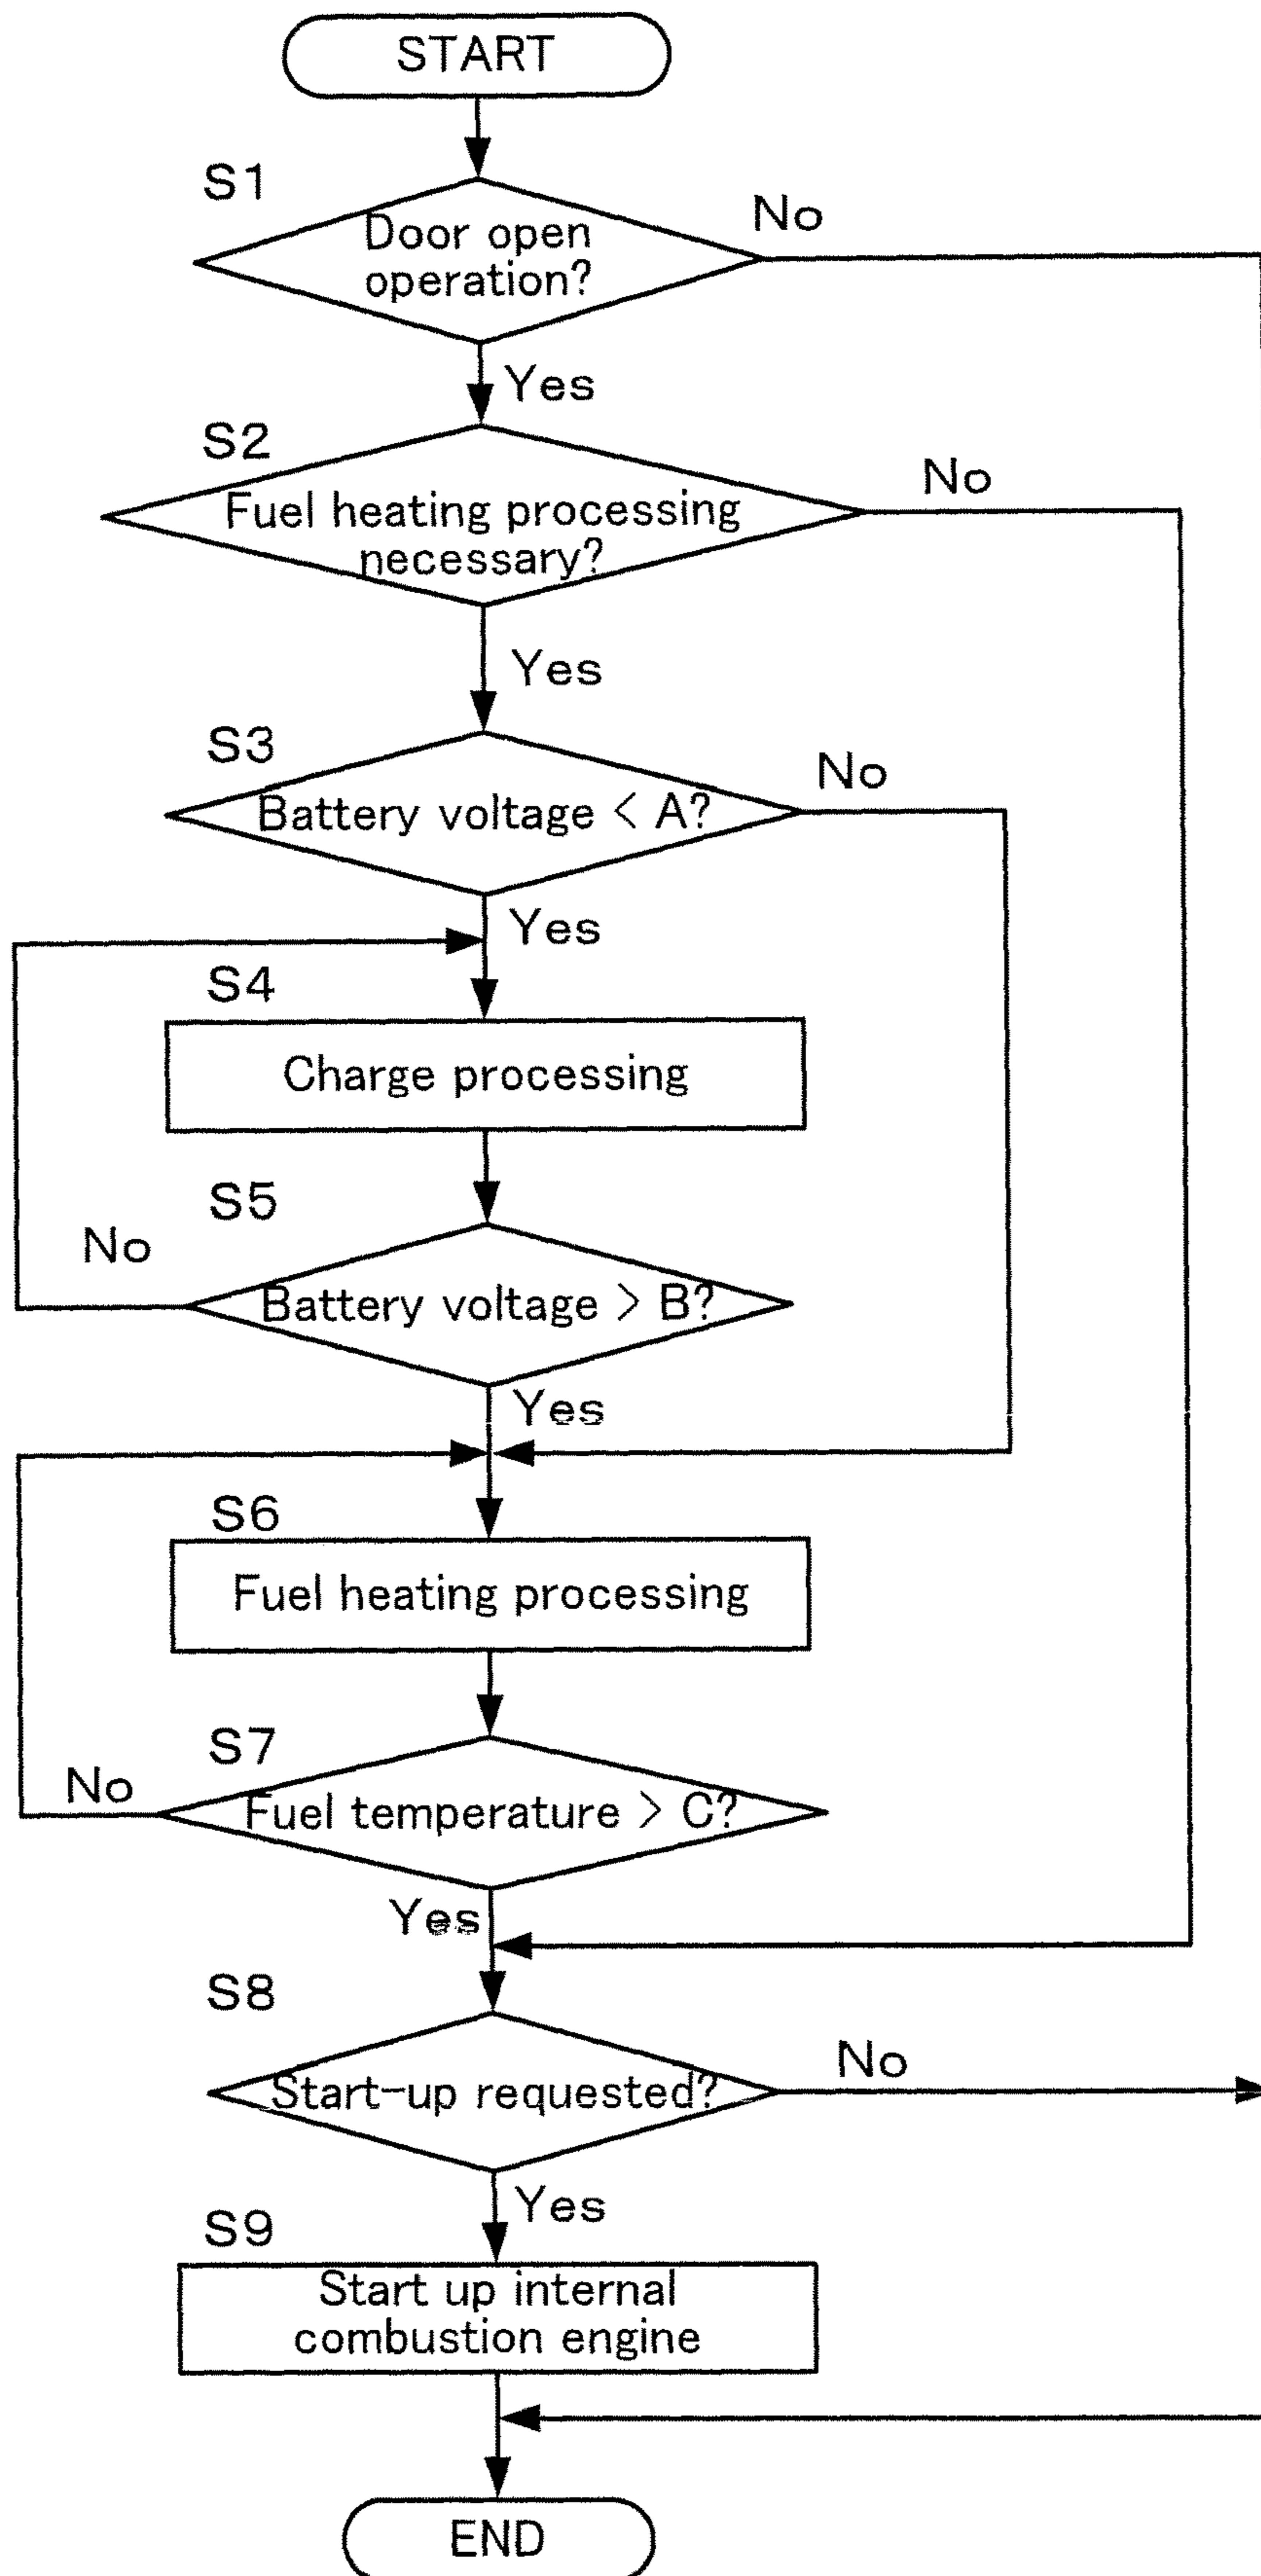 START
S1
No
Door open
operation?
Yes
S2
No
Fuel heating processing
necessary?
Yes
S3
No
Battery voltage < A?
Yes
S4
Charge processing
S5
No
Battery voltage > B?
Yes
S6
Fuel heating processing
S7
No
Fuel temperature > C?
Yes
S8
No
Start-up requested?
Yes
S9
Start up internal
combustion engine
END